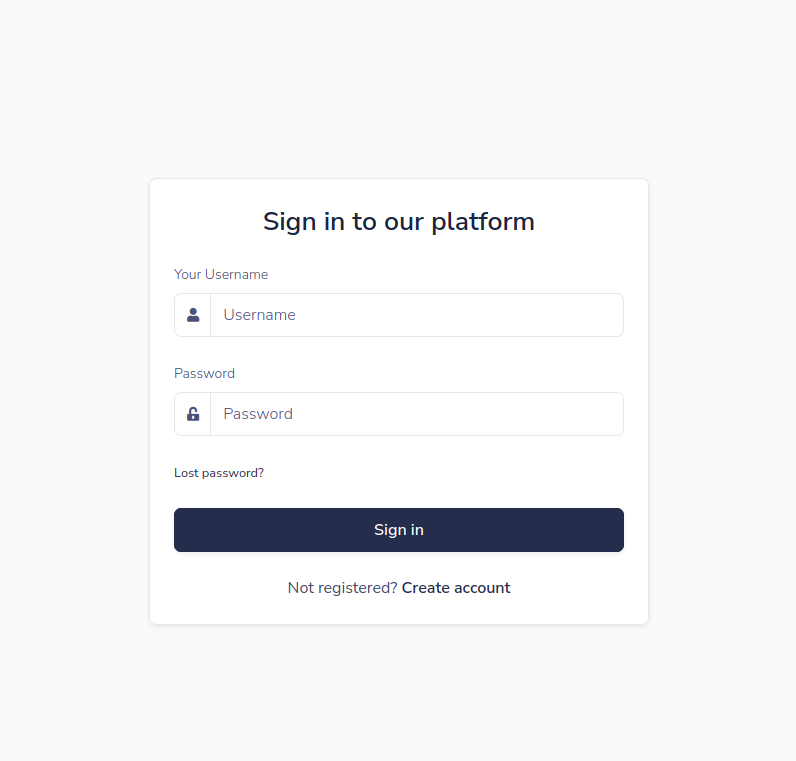 Sign in to our platform
Your Username
Username
Password
Password
Lost password?
Sign in
Not registered? Create account